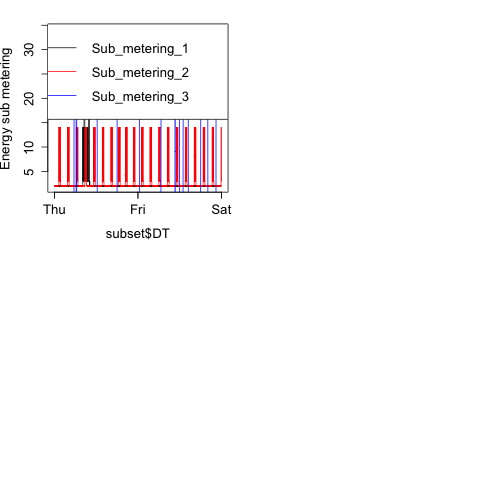 Energy sub metering
30
20
10
5
Sub_metering_1
Sub_metering_2
Sub_metering_3
Thu Fri Sat
subset$DT